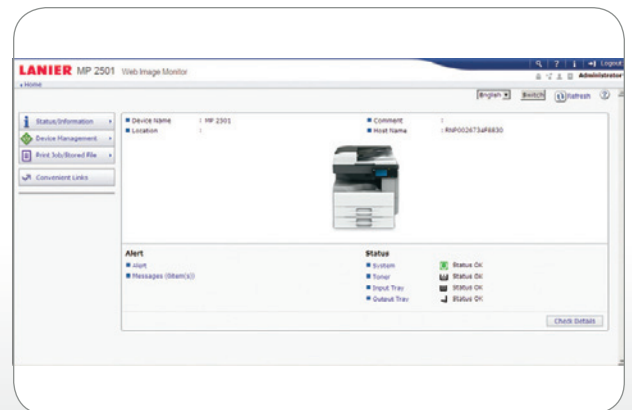 LANIER MP 2501 Web Image Monitor
? i Logout
Administrator
Home
English Switch Refresh ?
Status/Information
Device Management
Print Job/Stored File
Convenient Links
Device Name : MP 2501
Location :
Comment :
Host Name :
Alert
Alert
Messages (0item(s))
Status
System Status OK
Toner Status OK
Input Tray Status OK
Output Tray Status OK
Check Details